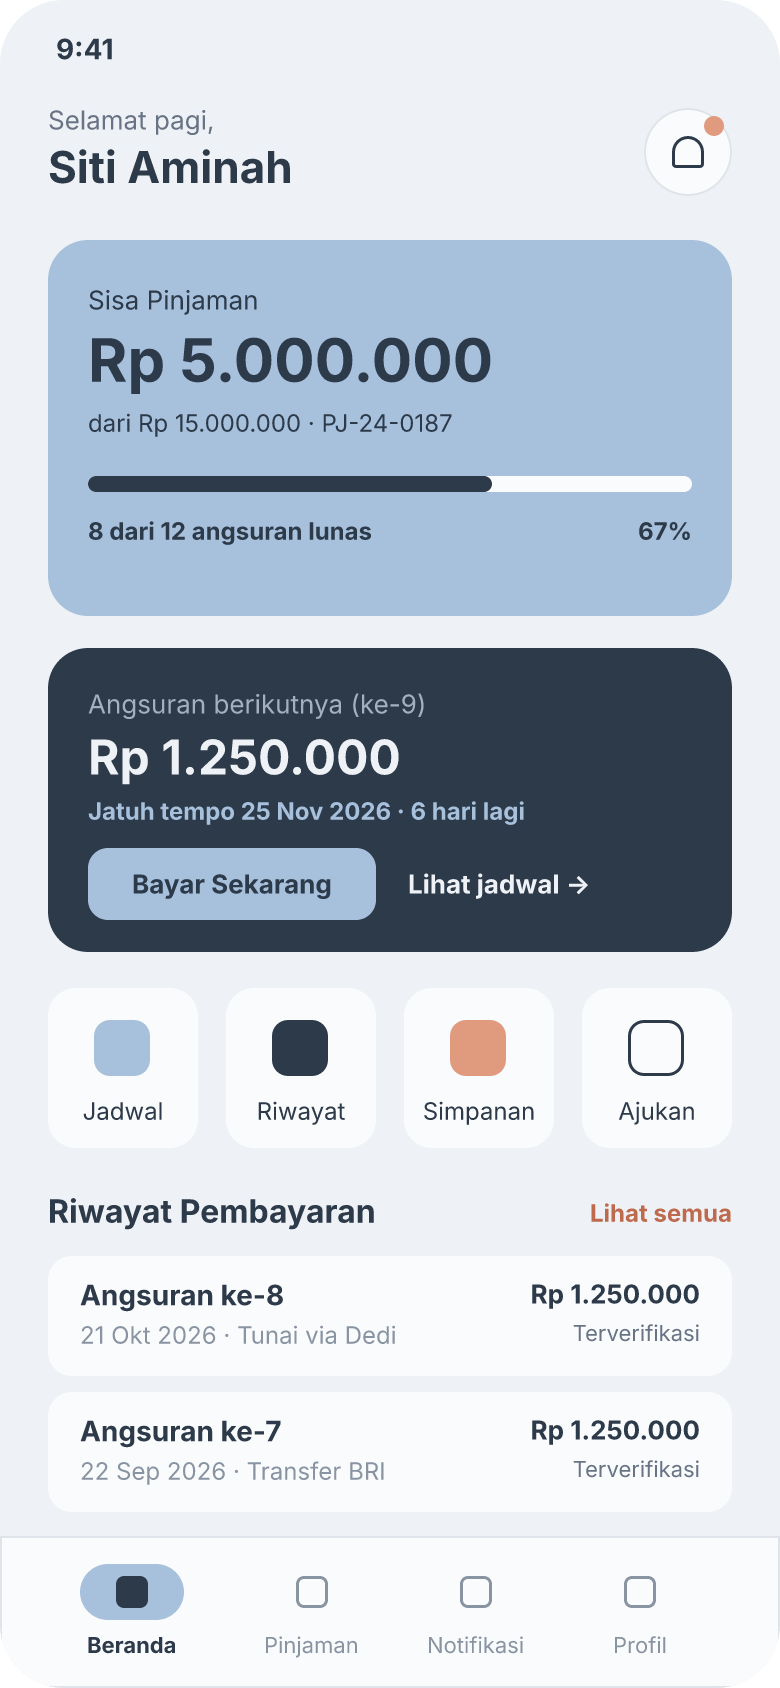 9:41
Selamat pagi,
Siti Aminah
Sisa Pinjaman
Rp 5.000.000
dari Rp 15.000.000 · PJ-24-0187
8 dari 12 angsuran lunas 67%
Angsuran berikutnya (ke-9)
Rp 1.250.000
Jatuh tempo 25 Nov 2026 · 6 hari lagi
Bayar Sekarang Lihat jadwal →
Jadwal Riwayat Simpanan Ajukan
Riwayat Pembayaran Lihat semua
Angsuran ke-8 Rp 1.250.000
21 Okt 2026 · Tunai via Dedi Terverifikasi
Angsuran ke-7 Rp 1.250.000
22 Sep 2026 · Transfer BRI Terverifikasi
Beranda Pinjaman Notifikasi Profil